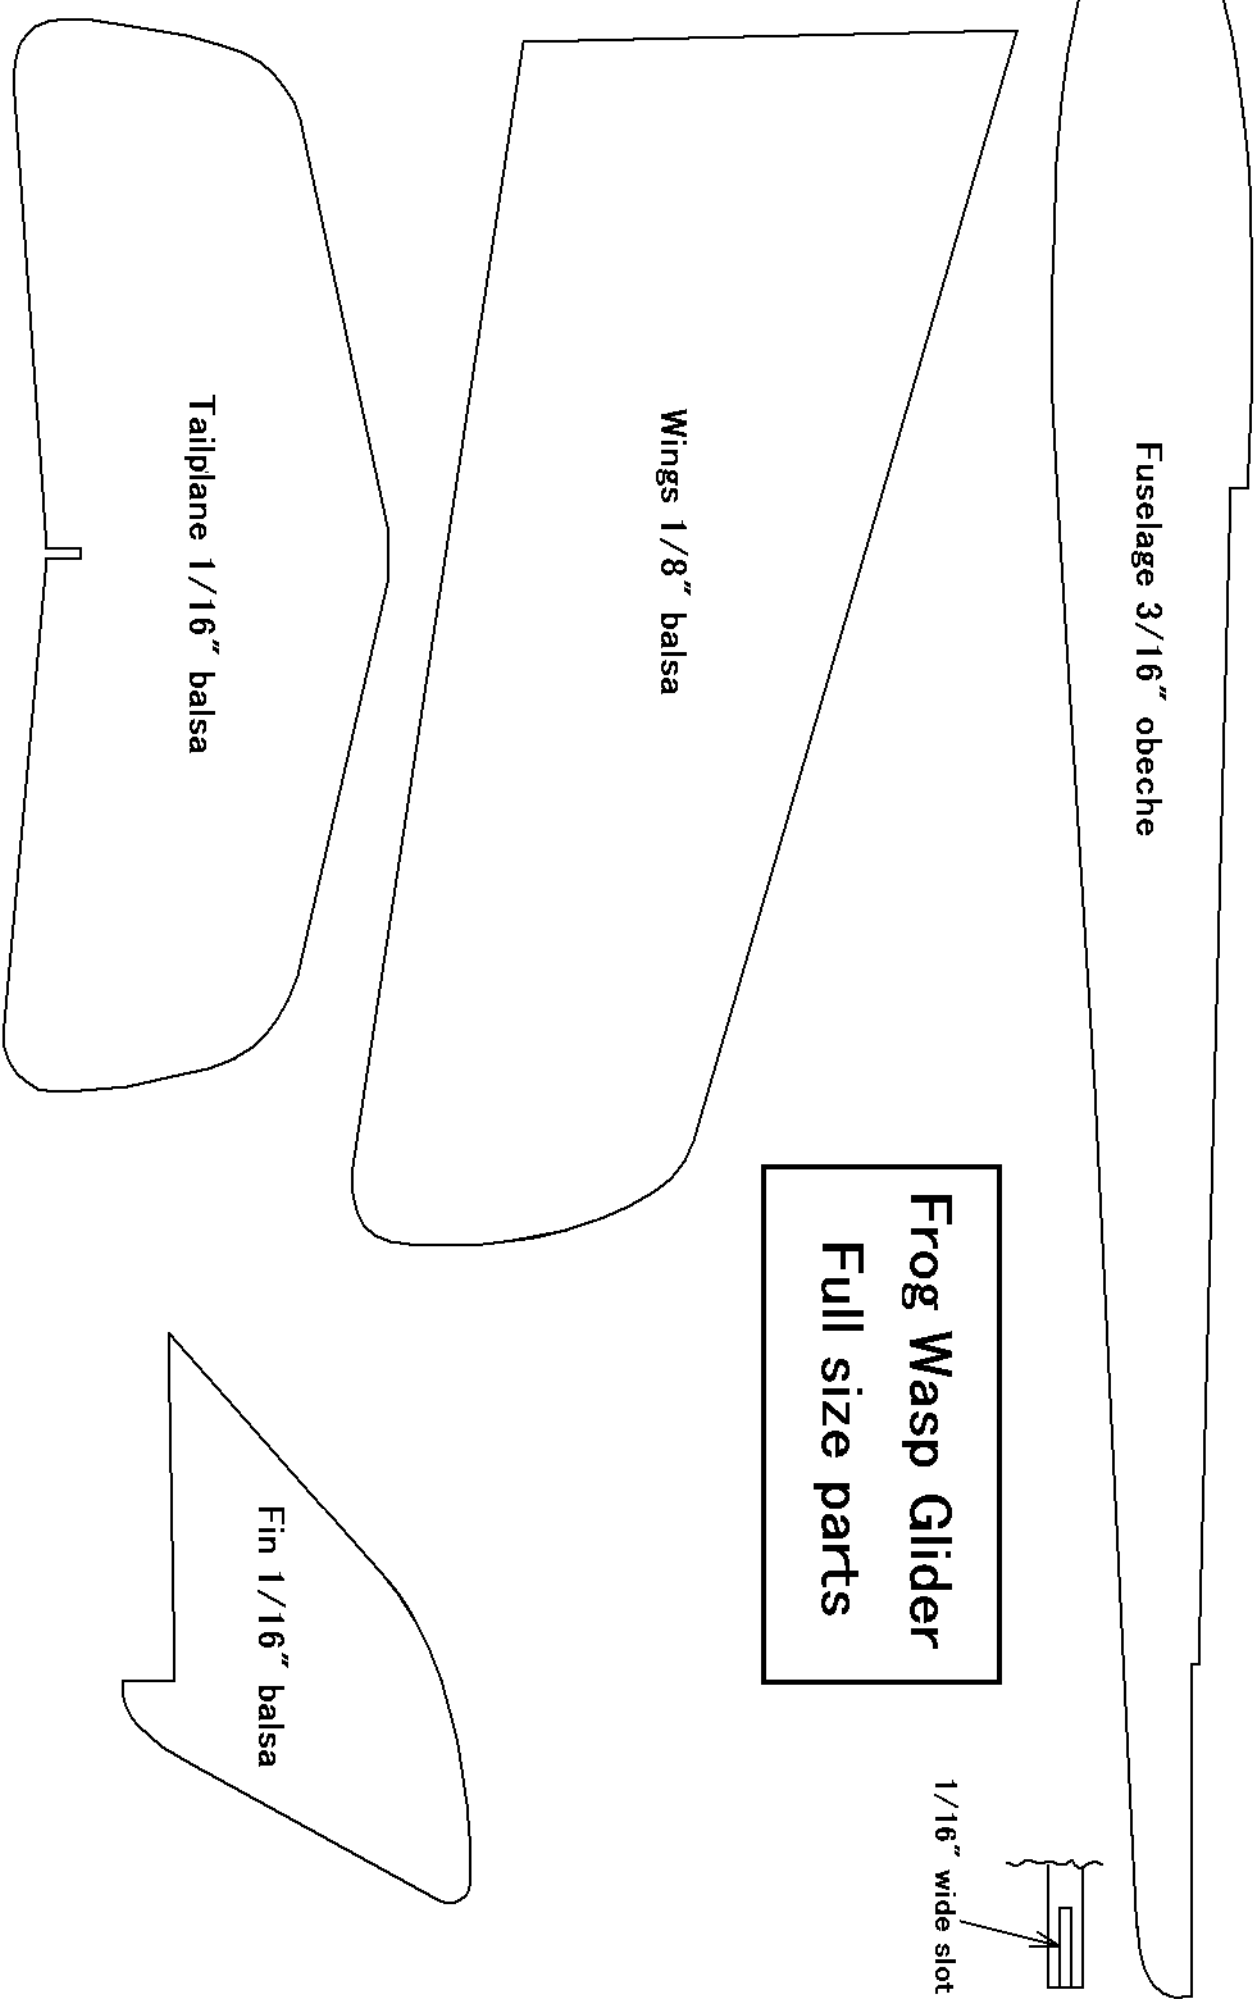 Fuselage 3/16" obeche
Wings 1/8" balsa
Tailplane 1/16" balsa
Frog Wasp Glider
Full size parts
1/16" wide slot
Fin 1/16" balsa